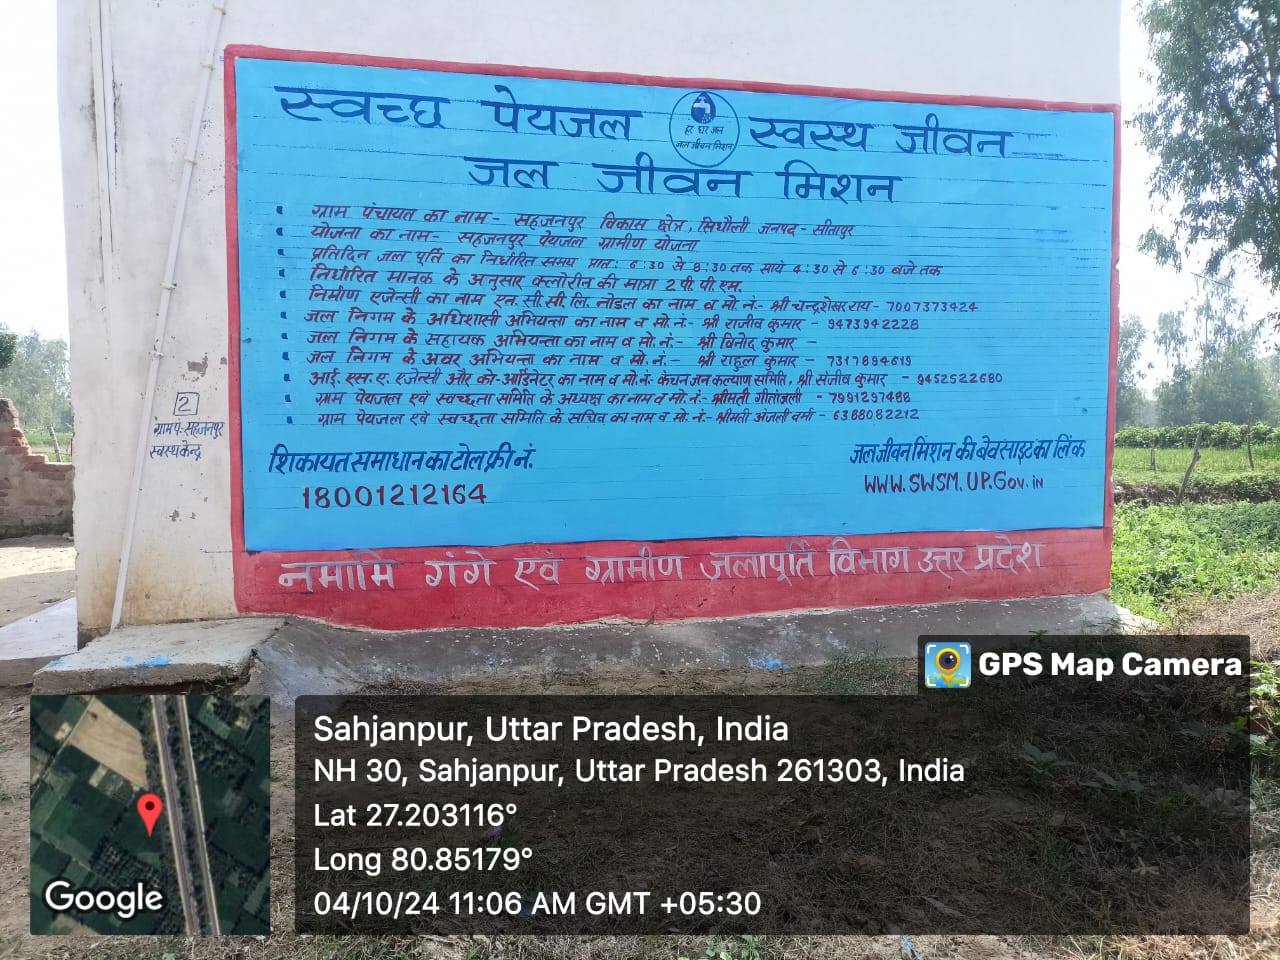 स्वच्छ पेयजल
हर घर जल
जल जीवन मिशन
स्वस्थ जीवन
जल जीवन मिशन
ग्राम पंचायत का नाम - सहजनपुर विकास क्षेत्र, सिधौली जनपद - सीतापुर
योजना का नाम - सहजनपुर पेयजल ग्रामीण योजना
प्रतिदिन जल पूर्ति का निर्धारित समय प्रातः 6:30 से 8:30 तक सायं 4:30 से 6:30 बजे तक
निर्धारित मानक के अनुसार क्लोरीन की मात्रा 2 पी. पी. एम.
निर्माण एजेन्सी का नाम एन. सी. सी. लि. नोडल का नाम व मो. नं:- श्री चन्द्रशेखर राय - 7007373424
जल निगम के अधिशासी अभियन्ता का नाम व मो. नं:- श्री राजीव कुमार - 9473942228
जल निगम के सहायक अभियन्ता का नाम व मो. नं:- श्री विनोद कुमार -
जल निगम के अवर अभियन्ता का नाम व मो. नं:- श्री राहुल कुमार - 7317894619
आई. एस. ए. एजेन्सी और को-आर्डिनेटर का नाम व मो. नं:- कंचन जन कल्याण समिति, श्री संजीव कुमार - 9452522680
ग्राम पेयजल एवं स्वच्छता समिति के अध्यक्ष का नाम व मो. नं:- श्रीमती गीतांजली - 7991297488
ग्राम पेयजल एवं स्वच्छता समिति के सचिव का नाम व मो. नं:- श्रीमती अंजली वर्मा - 6388082212
शिकायत समाधान का टोल फ्री नं.
18001212164
जल जीवन मिशन की बेवसाइट का लिंक
WWW.SWSM.UP.Gov.in
नमामि गंगे एवं ग्रामीण जलापूर्ति विभाग उत्तर प्रदेश
2
ग्राम पं:- सहजनपुर
स्वस्थ केन्द्र
GPS Map Camera
Sahjanpur, Uttar Pradesh, India
NH 30, Sahjanpur, Uttar Pradesh 261303, India
Lat 27.203116°
Long 80.85179°
04/10/24 11:06 AM GMT +05:30
Google